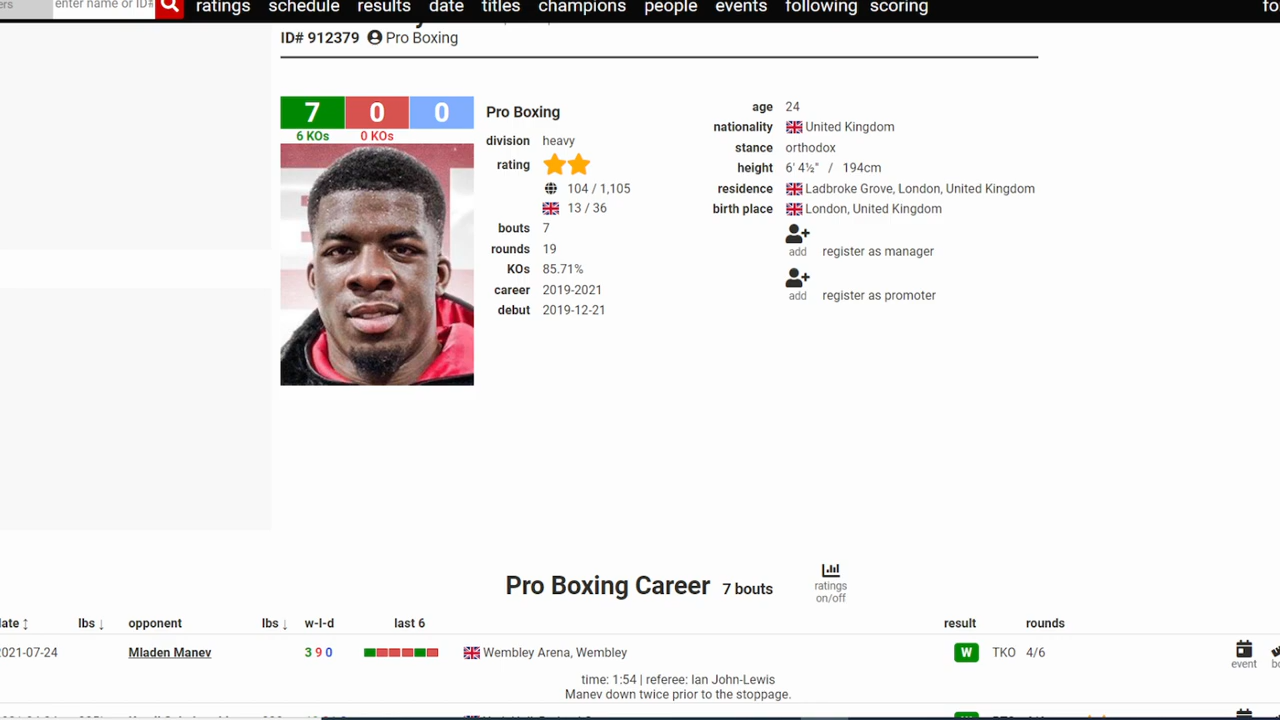 ers enter name or ID# ratings schedule results date titles champions people events following scoring fo
ID# 912379 Pro Boxing
7 0 0
6 KOs 0 KOs
Pro Boxing
division heavy
rating
104 / 1,105
13 / 36
bouts 7
rounds 19
KOs 85.71%
career 2019-2021
debut 2019-12-21
age 24
nationality United Kingdom
stance orthodox
height 6' 4½" / 194cm
residence Ladbroke Grove, London, United Kingdom
birth place London, United Kingdom
add register as manager
add register as promoter
Pro Boxing Career 7 bouts
ratings
on/off
date lbs opponent lbs w-l-d last 6 result rounds
2021-07-24 Mladen Manev 3 9 0 Wembley Arena, Wembley W TKO 4/6
event
time: 1:54 | referee: Ian John-Lewis
Manev down twice prior to the stoppage.